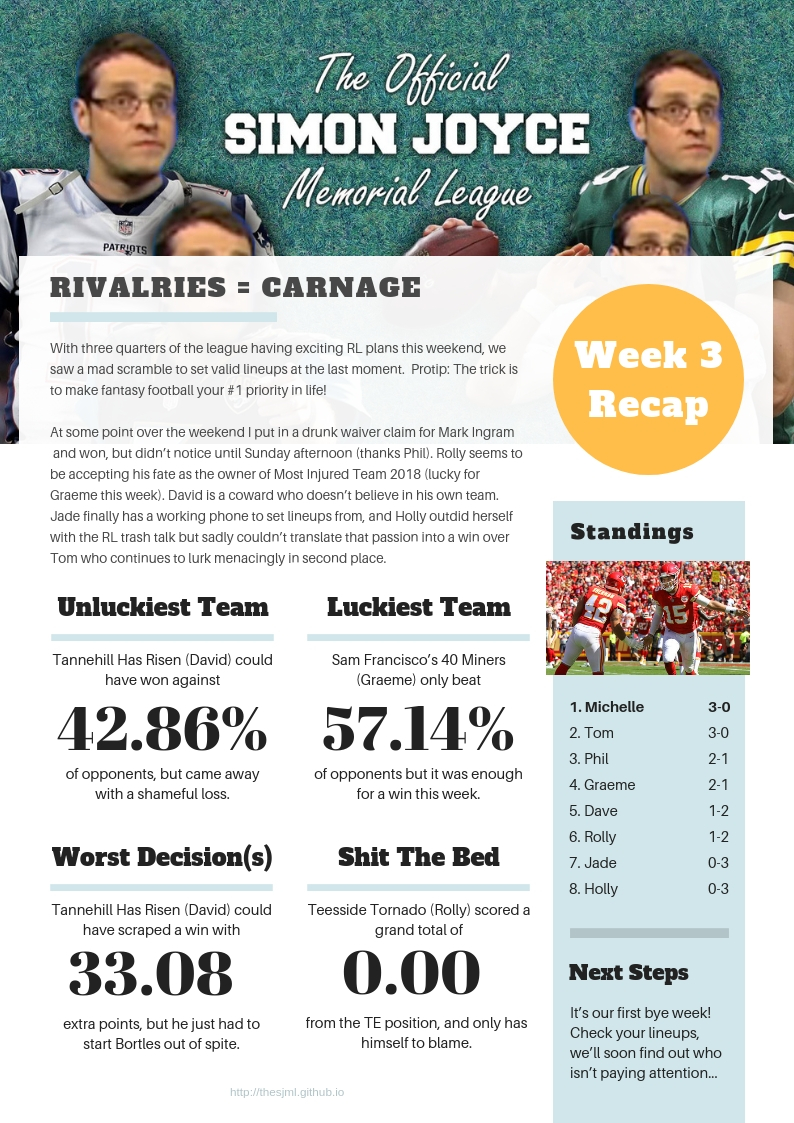 The Official
SIMON JOYCE
Memorial League
NFL
PATRIOTS
RIVALRIES = CARNAGE
With three quarters of the league having exciting RL plans this weekend, we
saw a mad scramble to set valid lineups at the last moment.  Protip: The trick is
to make fantasy football your #1 priority in life!
At some point over the weekend I put in a drunk waiver claim for Mark Ingram
and won, but didn't notice until Sunday afternoon (thanks Phil). Rolly seems to
be accepting his fate as the owner of Most Injured Team 2018 (lucky for
Graeme this week). David is a coward who doesn't believe in his own team.
Jade finally has a working phone to set lineups from, and Holly outdid herself
with the RL trash talk but sadly couldn't translate that passion into a win over
Tom who continues to lurk menacingly in second place.
Week 3
Recap
Unluckiest Team
Tannehill Has Risen (David) could
have won against
42.86%
of opponents, but came away
with a shameful loss.
Luckiest Team
Sam Francisco's 40 Miners
(Graeme) only beat
57.14%
of opponents but it was enough
for a win this week.
Worst Decision(s)
Tannehill Has Risen (David) could
have scraped a win with
33.08
extra points, but he just had to
start Bortles out of spite.
Shit The Bed
Teesside Tornado (Rolly) scored a
grand total of
0.00
from the TE position, and only has
himself to blame.
Standings
15
1. Michelle 3-0
2. Tom 3-0
3. Phil 2-1
4. Graeme 2-1
5. Dave 1-2
6. Rolly 1-2
7. Jade 0-3
8. Holly 0-3
Next Steps
It's our first bye week!
Check your lineups,
we'll soon find out who
isn't paying attention...
http://thesjml.github.io